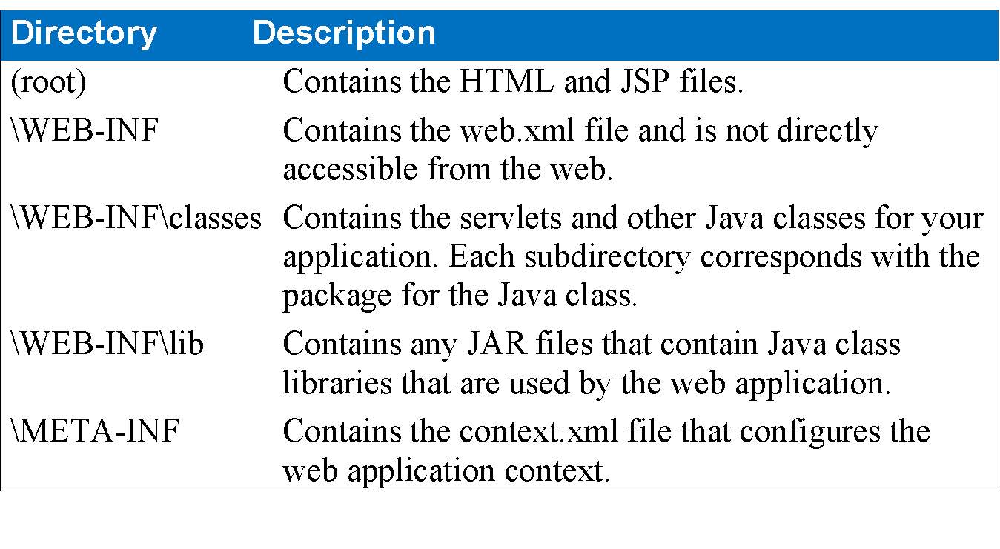 Directory Description
(root) Contains the HTML and JSP files.
\WEB-INF Contains the web.xml file and is not directly
accessible from the web.
\WEB-INF\classes Contains the servlets and other Java classes for your
application. Each subdirectory corresponds with the
package for the Java class.
\WEB-INF\lib Contains any JAR files that contain Java class
libraries that are used by the web application.
\META-INF Contains the context.xml file that configures the
web application context.